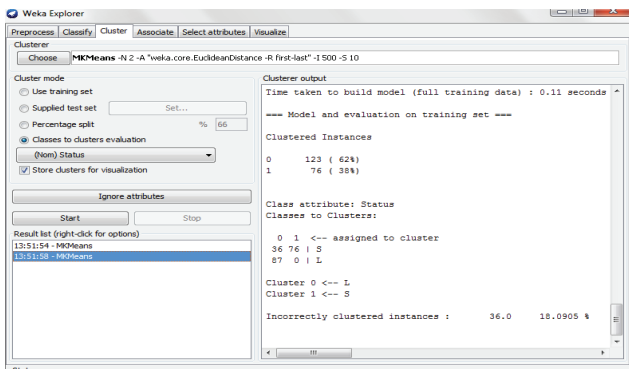 Weka Explorer
Preprocess Classify Cluster Associate Select attributes Visualize
Clusterer
Choose MKMeans -N 2 -A "weka.core.EuclideanDistance -R first-last" -I 500 -S 10
Cluster mode
Use training set
Supplied test set Set...
Percentage split % 66
Classes to clusters evaluation
(Nom) Status
Store clusters for visualization
Ignore attributes
Start Stop
Result list (right-click for options)
13:51:54 - MKMeans
13:51:58 - MKMeans
Clusterer output
Time taken to build model (full training data) : 0.11 seconds
=== Model and evaluation on training set ===
Clustered Instances
0 123 ( 62%)
1 76 ( 38%)
Class attribute: Status
Classes to Clusters:
0 1 <-- assigned to cluster
36 76 | S
87 0 | L
Cluster 0 <-- L
Cluster 1 <-- S
Incorrectly clustered instances : 36.0 18.0905 %